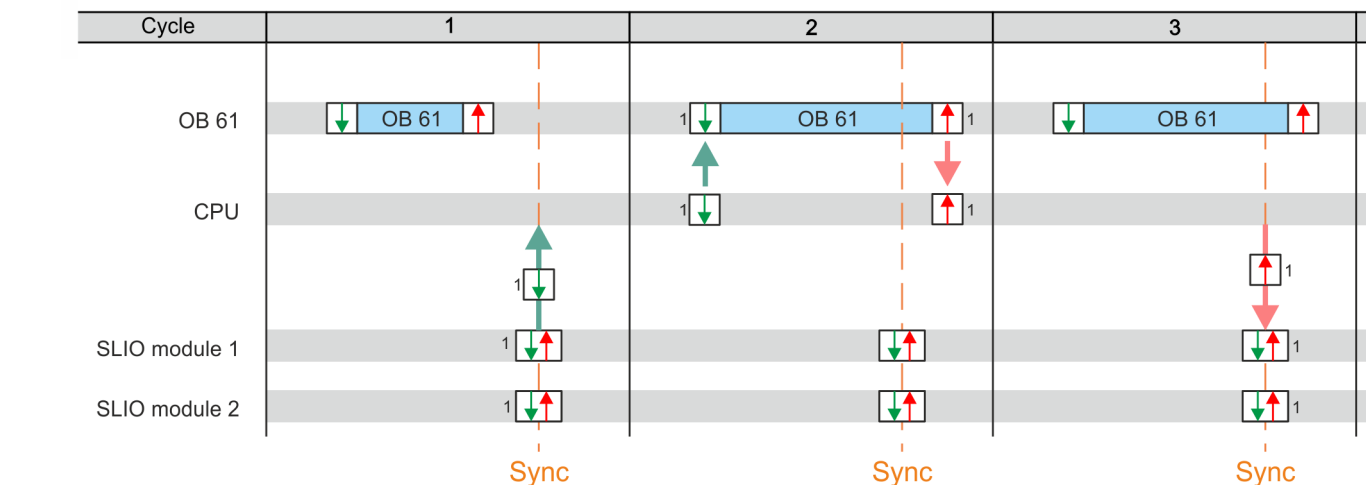 Cycle 1 2 3
OB 61 OB 61 1 OB 61 1 OB 61
CPU 1 1
1 1
SLIO module 1 1 1
SLIO module 2 1 1
Sync Sync Sync